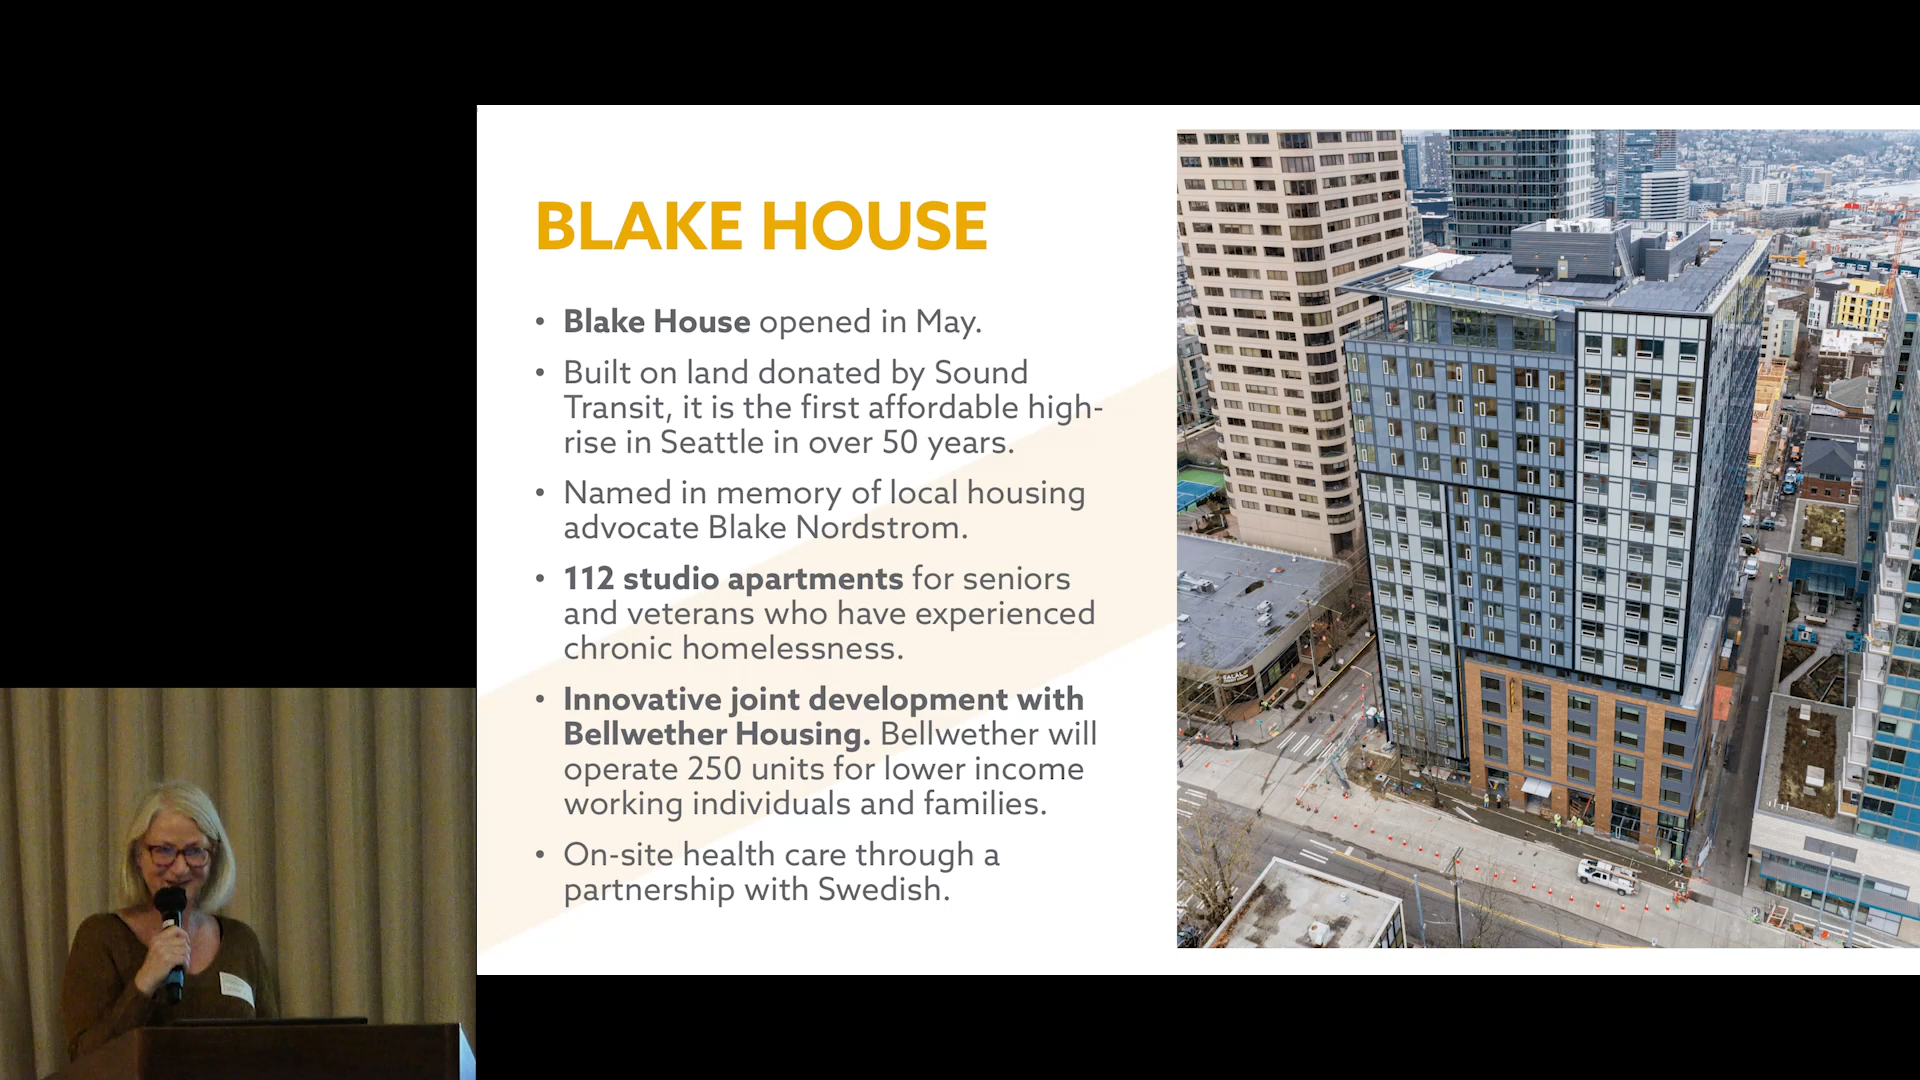 BLAKE HOUSE
• Blake House opened in May.
• Built on land donated by Sound
Transit, it is the first affordable high-
rise in Seattle in over 50 years.
• Named in memory of local housing
advocate Blake Nordstrom.
• 112 studio apartments for seniors
and veterans who have experienced
chronic homelessness.
• Innovative joint development with
Bellwether Housing. Bellwether will
operate 250 units for lower income
working individuals and families.
• On-site health care through a
partnership with Swedish.
SALAL